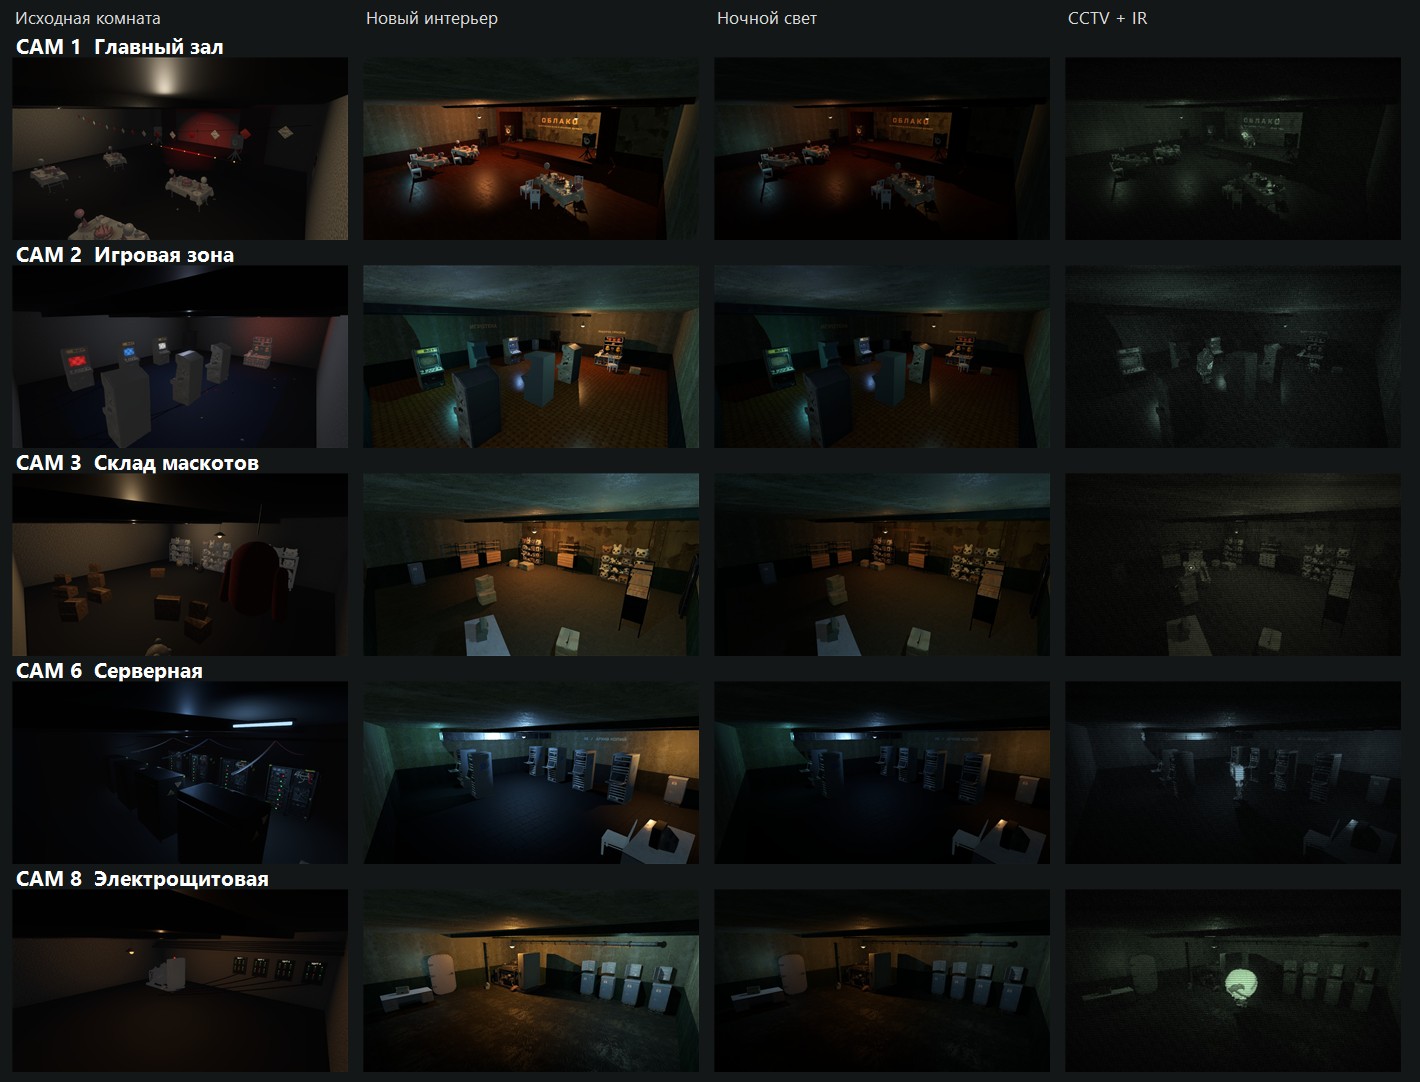 Исходная комната
Новый интерьер
Ночной свет
CCTV + IR
CAM 1 Главный зал
ОБЛАКО
ОБЛАКО
ОБЛАКО
CAM 2 Игровая зона
CAM 3 Склад маскотов
CAM 6 Серверная
CAM 8 Электрощитовая